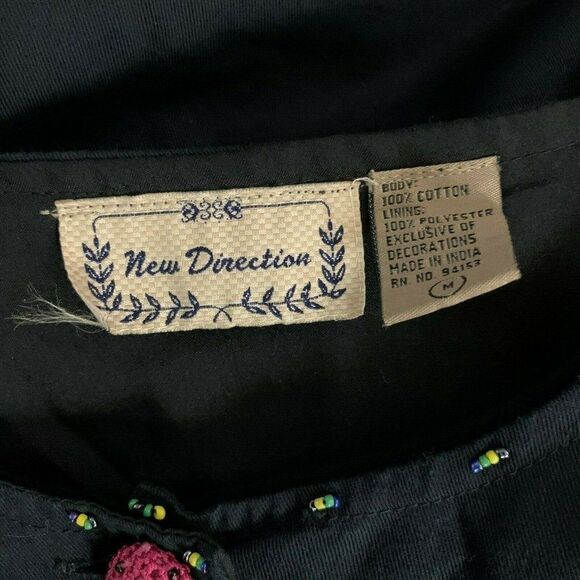 New Direction
BODY:
100% COTTON
LINING:
100% POLYESTER
EXCLUSIVE OF
DECORATIONS
MADE IN INDIA
RN. NO. 94153
M